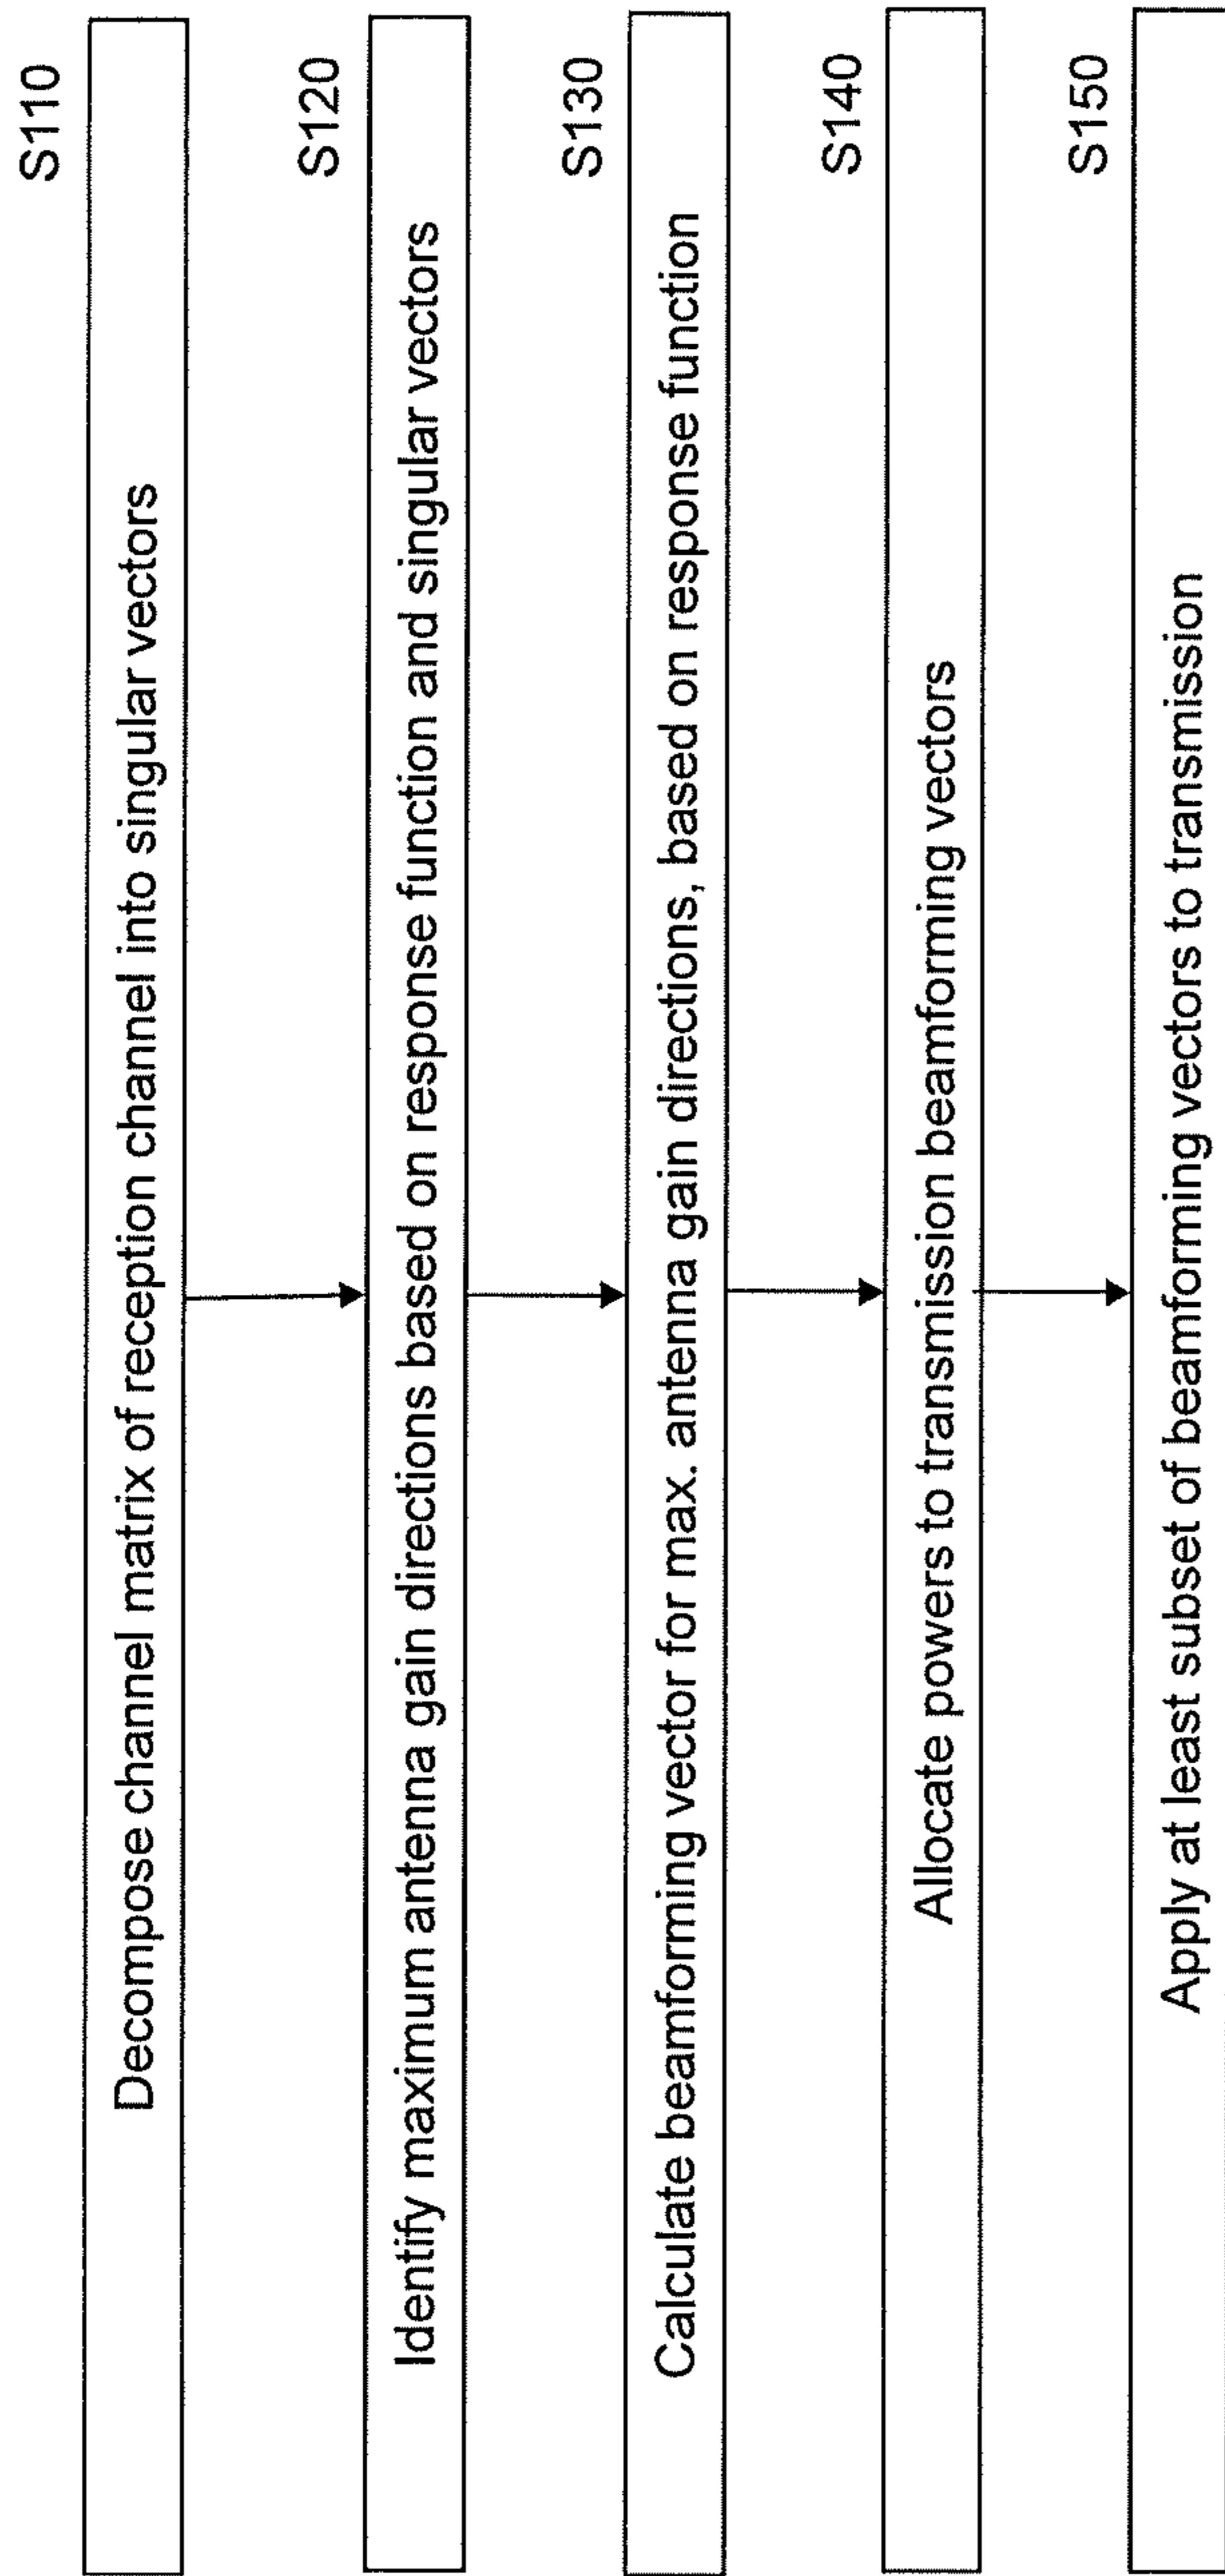 S110
Decompose channel matrix of reception channel into singular vectors
S120
Identify maximum antenna gain directions based on response function and singular vectors
S130
Calculate beamforming vector for max. antenna gain directions, based on response function
S140
Allocate powers to transmission beamforming vectors
S150
Apply at least subset of beamforming vectors to transmission